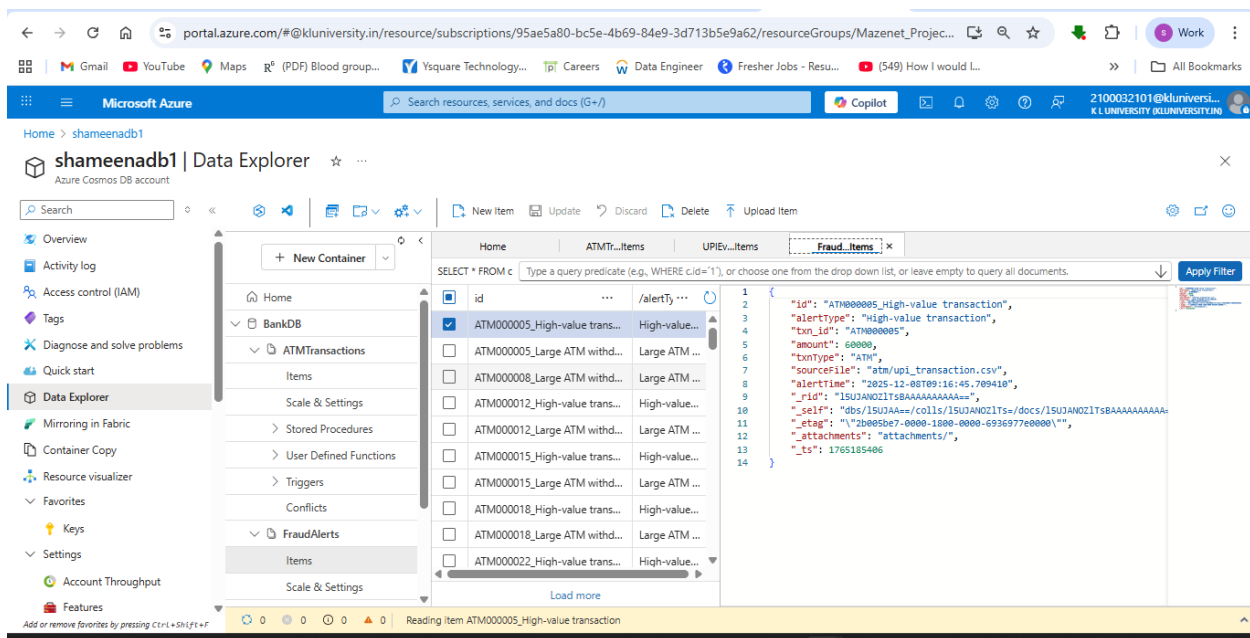 portal.azure.com/#@kluniversity.in/resource/subscriptions/95ae5a80-bc5e-4b69-84e9-3d713b5e9a62/resourceGroups/Mazenet_Projec...
S Work
Gmail YouTube Maps R⁶ (PDF) Blood group... Ysquare Technology... Careers Data Engineer Fresher Jobs - Resu... (549) How I would l... » All Bookmarks
Microsoft Azure
Search resources, services, and docs (G+/)
Copilot
2100032101@kluniversi...
K L UNIVERSITY (KLUNIVERSITY.IN)
Home > shameenadb1
shameenadb1 | Data Explorer
Azure Cosmos DB account
Search
Overview
Activity log
Access control (IAM)
Tags
Diagnose and solve problems
Quick start
Data Explorer
Mirroring in Fabric
Container Copy
Resource visualizer
Favorites
Keys
Settings
Account Throughput
Features
Add or remove favorites by pressing Ctrl+Shift+F
New Item Update Discard Delete Upload Item
+ New Container
Home
BankDB
ATMTransactions
Items
Scale & Settings
Stored Procedures
User Defined Functions
Triggers
Conflicts
FraudAlerts
Items
Scale & Settings
Home ATMTr...Items UPIEv...Items Fraud...Items
SELECT * FROM c Type a query predicate (e.g., WHERE c.id=´1´), or choose one from the drop down list, or leave empty to query all documents. Apply Filter
id ... /alertTy ...
ATM000005_High-value trans... High-value...
ATM000005_Large ATM withd... Large ATM ...
ATM000008_Large ATM withd... Large ATM ...
ATM000012_High-value trans... High-value...
ATM000012_Large ATM withd... Large ATM ...
ATM000015_High-value trans... High-value...
ATM000015_Large ATM withd... Large ATM ...
ATM000018_High-value trans... High-value...
ATM000018_Large ATM withd... Large ATM ...
ATM000022_High-value trans... High-value...
Load more
1 {
2 "id": "ATM000005_High-value transaction",
3 "alertType": "High-value transaction",
4 "txn_id": "ATM000005",
5 "amount": 60000,
6 "txnType": "ATM",
7 "sourceFile": "atm/upi_transaction.csv",
8 "alertTime": "2025-12-08T09:16:45.709410",
9 "_rid": "l5UJANOZlTsBAAAAAAAAAA==",
10 "_self": "dbs/l5UJAA==/colls/l5UJANOZlTs=/docs/l5UJANOZlTsBAAAAAAAAAA=
11 "_etag": "\"2b005be7-0000-1800-0000-6936977e0000\"",
12 "_attachments": "attachments/",
13 "_ts": 1765185406
14 }
0 0 0 0 Reading item ATM000005_High-value transaction